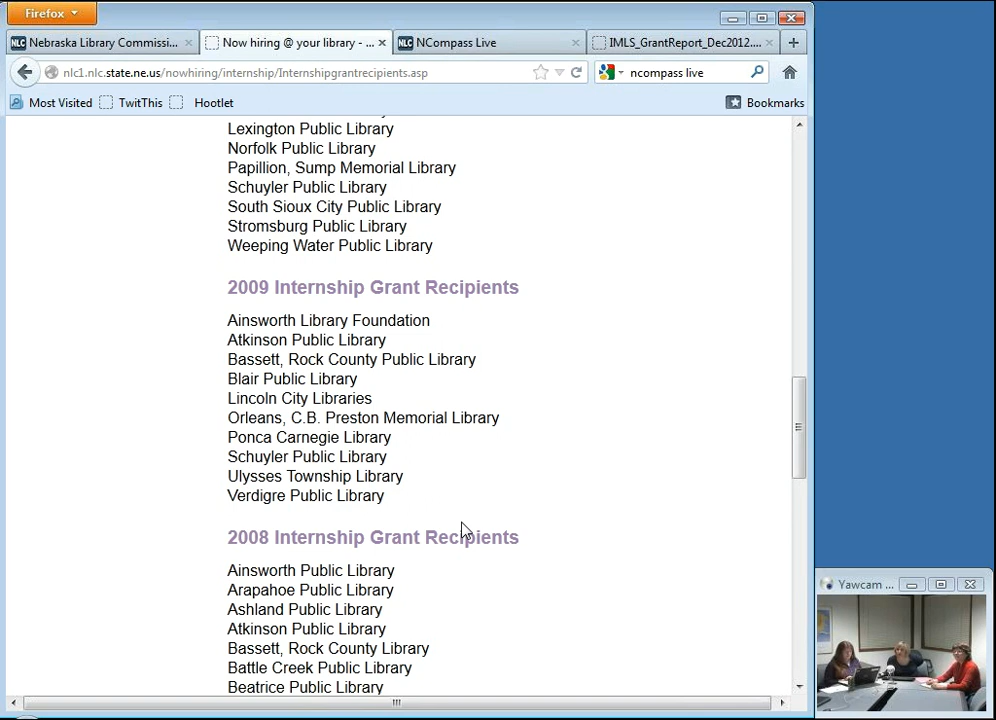 Firefox
NLC Nebraska Library Commissi...
Now hiring @ your library - ...
NLC NCompass Live
IMLS_GrantReport_Dec2012....
nlc1.nlc.state.ne.us/nowhiring/internship/Internshipgrantrecipients.asp
ncompass live
Most Visited
TwitThis
Hootlet
Bookmarks
Lexington Public Library
Norfolk Public Library
Papillion, Sump Memorial Library
Schuyler Public Library
South Sioux City Public Library
Stromsburg Public Library
Weeping Water Public Library
2009 Internship Grant Recipients
Ainsworth Library Foundation
Atkinson Public Library
Bassett, Rock County Public Library
Blair Public Library
Lincoln City Libraries
Orleans, C.B. Preston Memorial Library
Ponca Carnegie Library
Schuyler Public Library
Ulysses Township Library
Verdigre Public Library
2008 Internship Grant Recipients
Ainsworth Public Library
Arapahoe Public Library
Ashland Public Library
Atkinson Public Library
Bassett, Rock County Library
Battle Creek Public Library
Beatrice Public Library
Yawcam ...